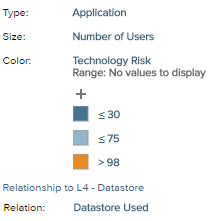 Type: Application
Size: Number of Users
Color: Technology Risk
Range: No values to display
+
≤ 30
≤ 75
> 98
Relationship to L4 - Datastore
Relation: Datastore Used